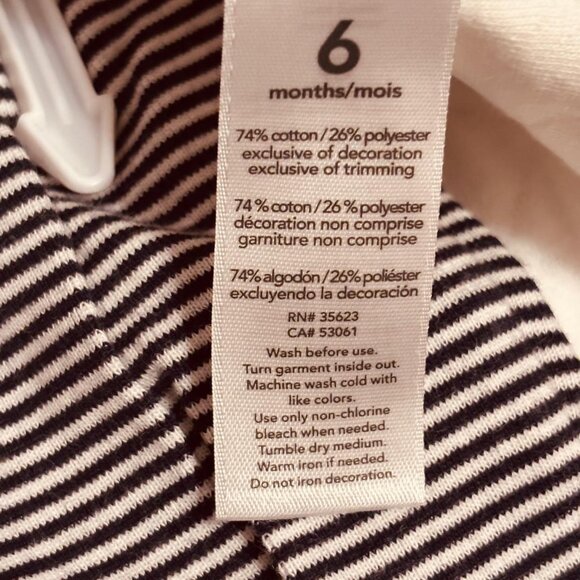 6
months/mois
74% cotton/26% polyester
exclusive of decoration
exclusive of trimming
74 % coton/26 % polyester
décoration non comprise
garniture non comprise
74% algodón/26% poliéster
excluyendo la decoración
RN# 35623
CA# 53061
Wash before use.
Turn garment inside out.
Machine wash cold with
like colors.
Use only non-chlorine
bleach when needed.
Tumble dry medium.
Warm iron if needed.
Do not iron decoration.